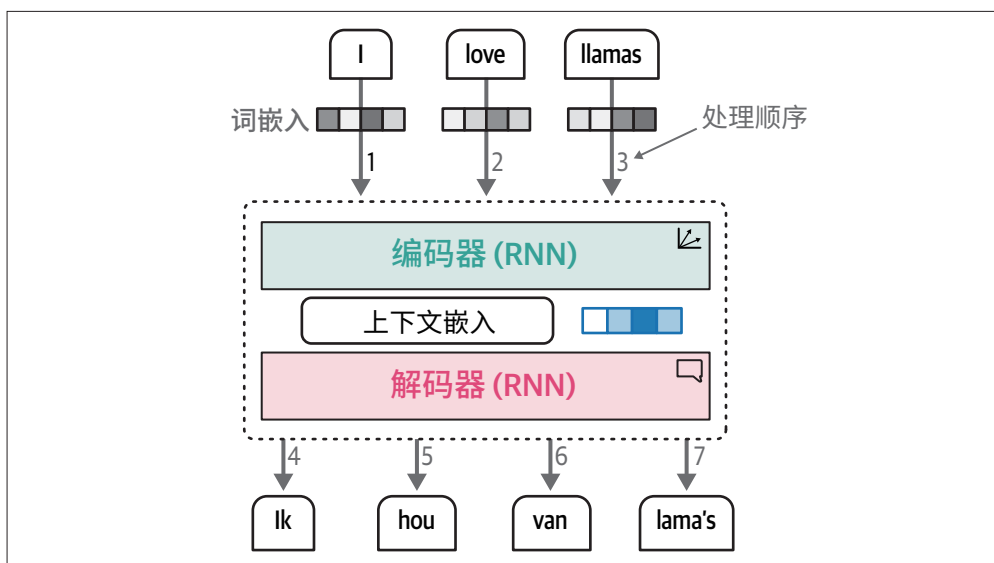 I love llamas
词嵌入
处理顺序
1 2 3
编码器 (RNN)
上下文嵌入
解码器 (RNN)
4 5 6 7
Ik hou van lama's